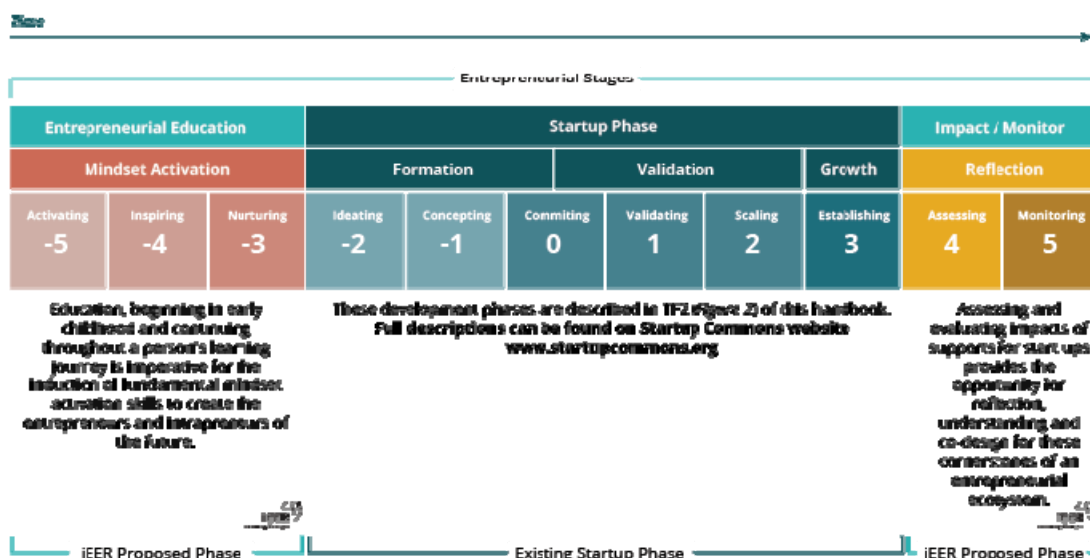 Time
Entrepreneurial Stages
Entrepreneurial Education Startup Phase Impact / Monitor
Mindset Activation Formation Validation Growth Reflection
Activating Inspiring Nurturing Ideating Concepting Commiting Validating Scaling Establishing Assessing Monitoring
-5 -4 -3 -2 -1 0 1 2 3 4 5
Education, beginning in early
childhood and continuing
throughout a person's learning
journey is imperative for the
induction of fundamental mindset
activation skills to create the
entrepreneurs and intrapreneurs of
the future.
These development phases are described in TF2 (Figure 2) of this handbook.
Full descriptions can be found on Startup Commons website
www.startupcommons.org
Assessing and
evaluating impacts of
supports for start ups
provides the
opportunity for
reflection,
understanding and
co-design for these
cornerstones of an
entrepreneurial
ecosystem.
iEER Proposed Phase Existing Startup Phase iEER Proposed Phase